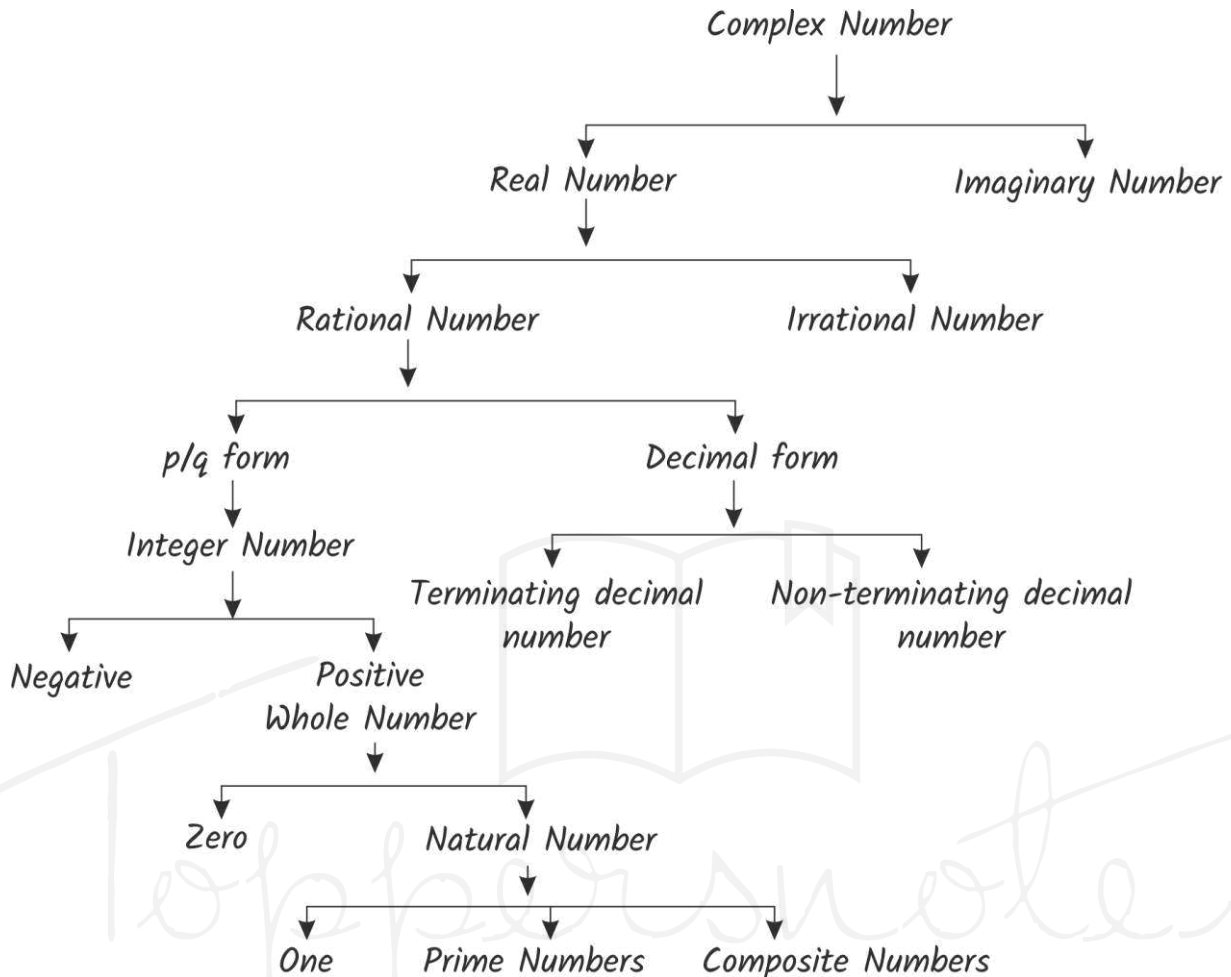 Complex Number
Real Number
Imaginary Number
Rational Number
Irrational Number
p/q form
Decimal form
Integer Number
Terminating decimal
number
Non-terminating decimal
number
Negative
Positive
Whole Number
Zero
Natural Number
One
Prime Numbers
Composite Numbers
Toppersnote